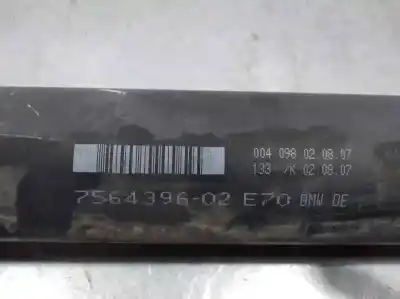 004 098 02.08.07
133 /K 02.08.07
7564396-02 E70 BMW DE